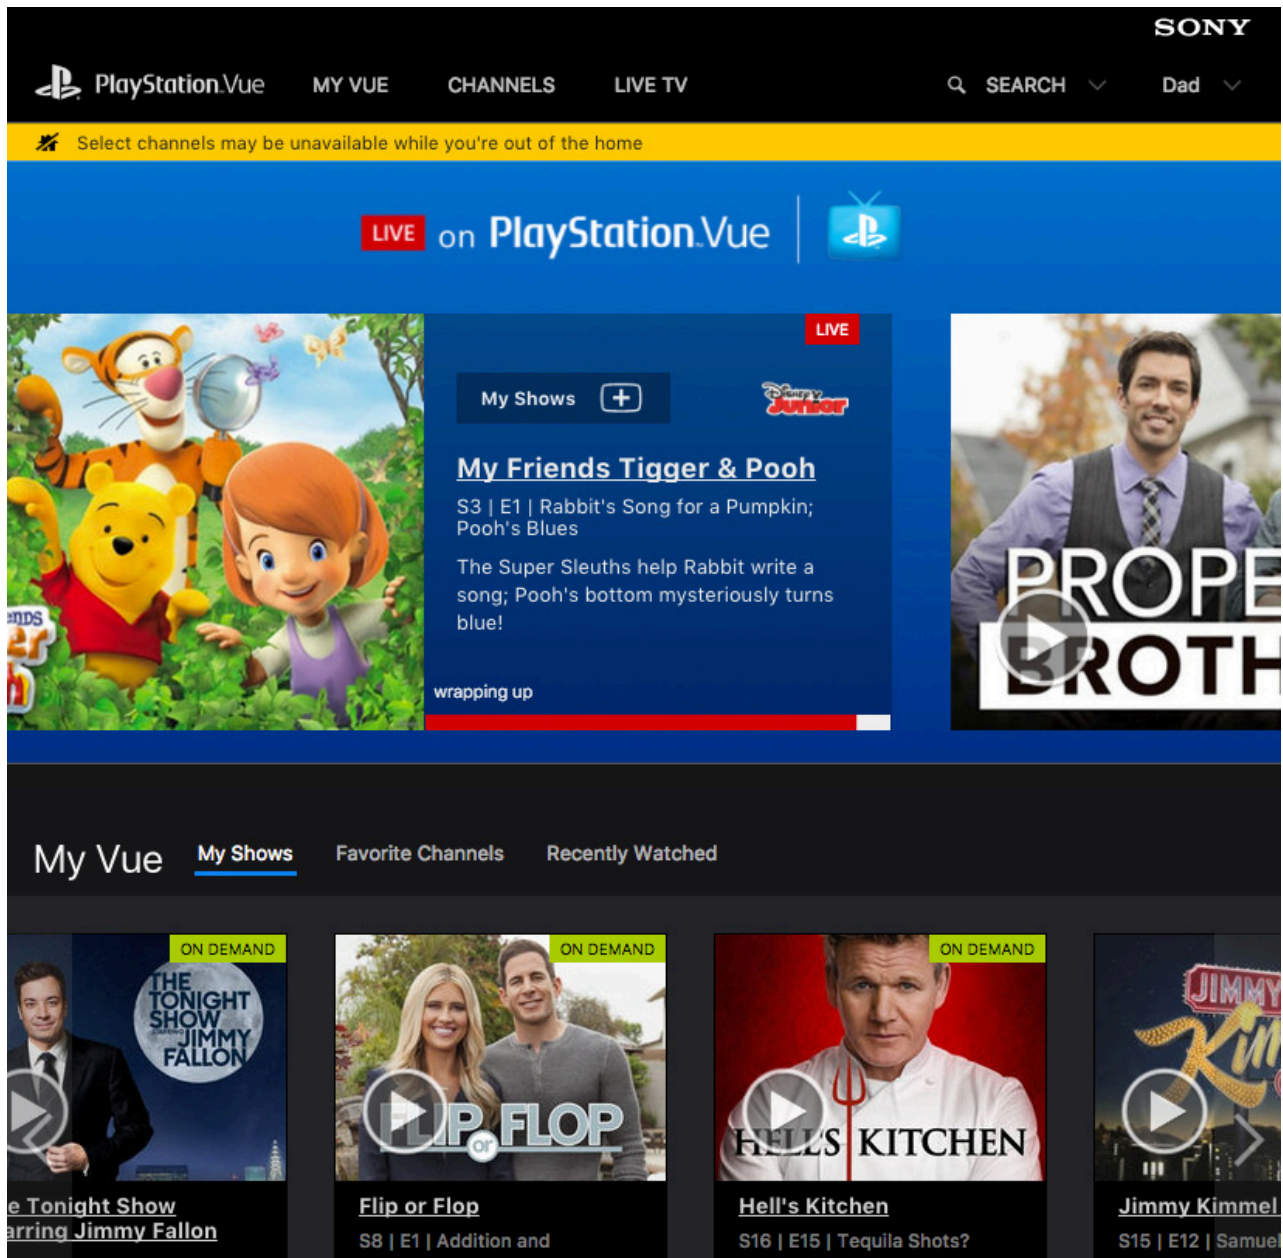 SONY
PlayStation.Vue MY VUE CHANNELS LIVE TV SEARCH Dad
Select channels may be unavailable while you're out of the home
LIVE on PlayStation.Vue
LIVE
My Shows
Disney Junior
My Friends Tigger & Pooh
S3 | E1 | Rabbit's Song for a Pumpkin;
Pooh's Blues
The Super Sleuths help Rabbit write a
song; Pooh's bottom mysteriously turns
blue!
wrapping up
PROPE
BROTH
My Vue My Shows Favorite Channels Recently Watched
ON DEMAND
THE
TONIGHT
SHOW
JIMMY
FALLON
e Tonight Show
arring Jimmy Fallon
ON DEMAND
FLIP or FLOP
Flip or Flop
S8 | E1 | Addition and
ON DEMAND
HELL'S KITCHEN
Hell's Kitchen
S16 | E15 | Tequila Shots?
JIMMY
Kim
Jimmy Kimmel
S15 | E12 | Samuel